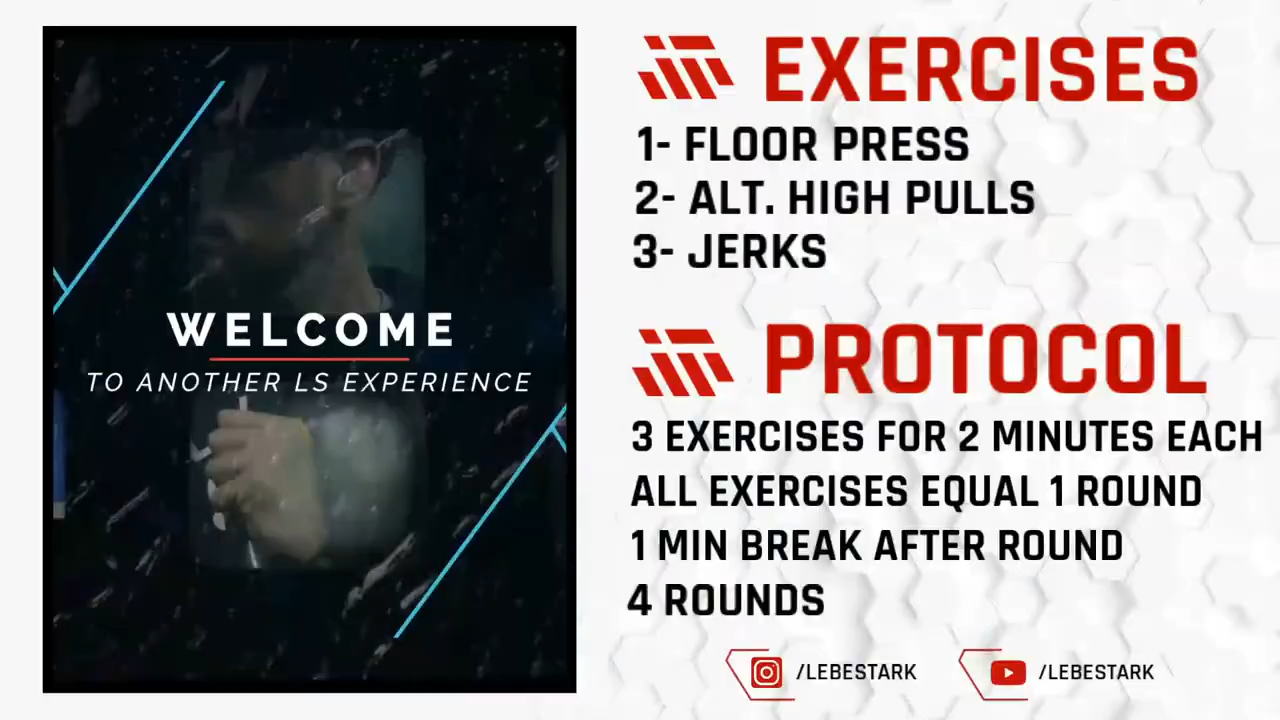 WELCOME
TO ANOTHER LS EXPERIENCE
EXERCISES
1- FLOOR PRESS
2- ALT. HIGH PULLS
3- JERKS
PROTOCOL
3 EXERCISES FOR 2 MINUTES EACH
ALL EXERCISES EQUAL 1 ROUND
1 MIN BREAK AFTER ROUND
4 ROUNDS
/LEBESTARK
/LEBESTARK